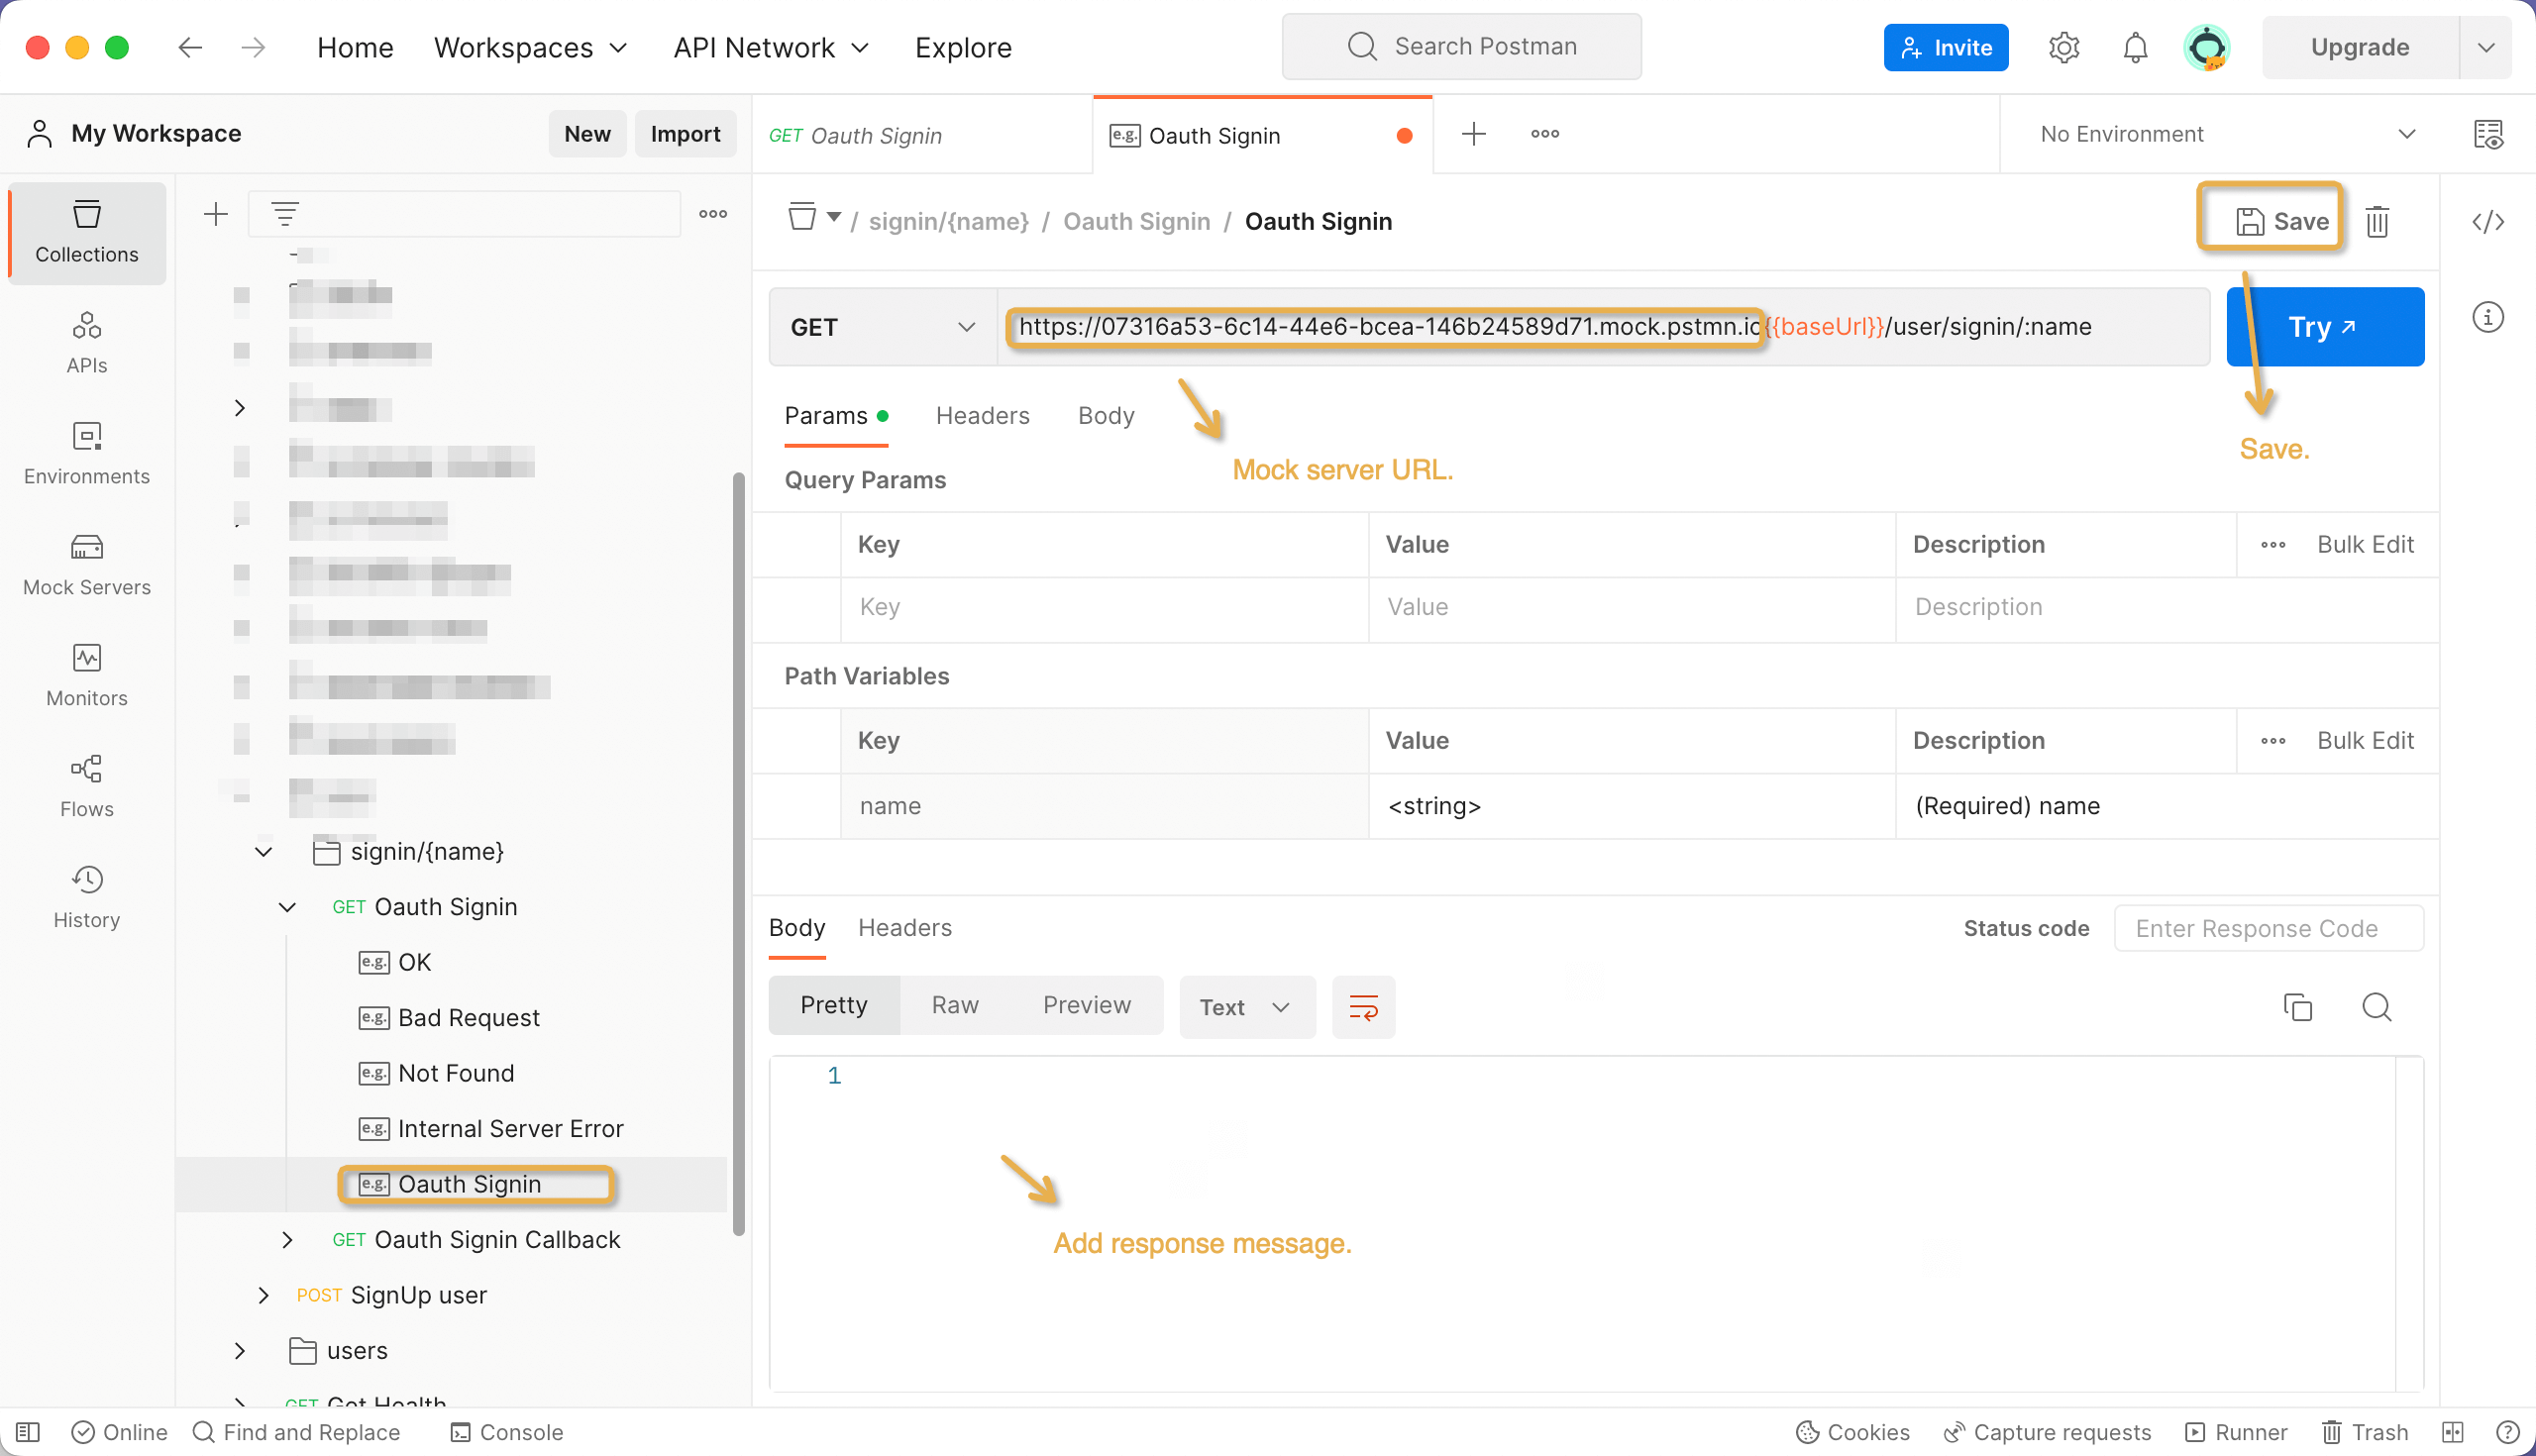 Home Workspaces API Network Explore Search Postman Invite Upgrade
My Workspace New Import GET Oauth Signin e.g. Oauth Signin No Environment
Collections
APIs
Environments
Mock Servers
Monitors
Flows
History
signin/{name}
GET Oauth Signin
e.g. OK
e.g. Bad Request
e.g. Not Found
e.g. Internal Server Error
e.g. Oauth Signin
GET Oauth Signin Callback
POST SignUp user
users
GET Get Health
/ signin/{name} / Oauth Signin / Oauth Signin Save
GET https://07316a53-6c14-44e6-bcea-146b24589d71.mock.pstmn.io{{baseUrl}}/user/signin/:name Try
Params Headers Body
Mock server URL.
Save.
Query Params
Key Value Description Bulk Edit
Key Value Description
Path Variables
Key Value Description Bulk Edit
name <string> (Required) name
Body Headers Status code Enter Response Code
Pretty Raw Preview Text
1
Add response message.
Online Find and Replace Console Cookies Capture requests Runner Trash